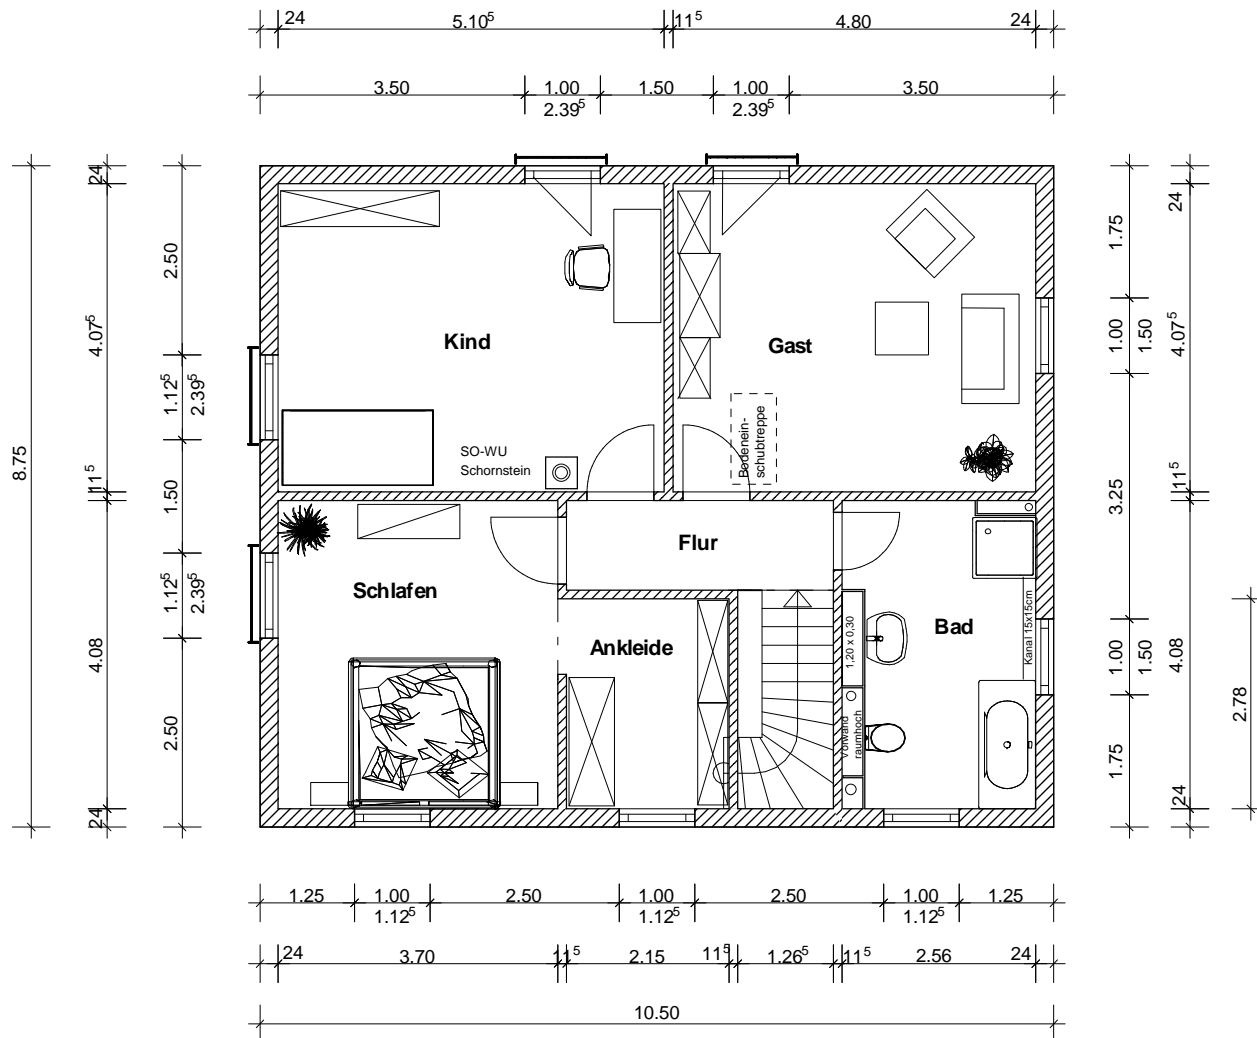 24 5.10⁵ 11⁵ 4.80 24
3.50 1.00 1.50 1.00 3.50
2.39⁵ 2.39⁵
8.75
24 4.07⁵ 11⁵ 4.08 24
2.50 1.12⁵ 1.50 1.12⁵ 2.50
2.39⁵ 2.39⁵
Kind
Gast
SO-WU
Schornstein
Bodenein-
schubtreppe
Flur
Schlafen
Ankleide
Bad
1,20 x 0,30
Vorwand
raumhoch
Kanal 15x15cm
1.75 1.00 3.25 1.00 1.75
1.50 1.50
24 4.07⁵ 11⁵ 4.08 24
2.78
1.25 1.00 2.50 1.00 2.50 1.00 1.25
1.12⁵ 1.12⁵ 1.12⁵
24 3.70 11⁵ 2.15 11⁵ 1.26⁵ 11⁵ 2.56 24
10.50